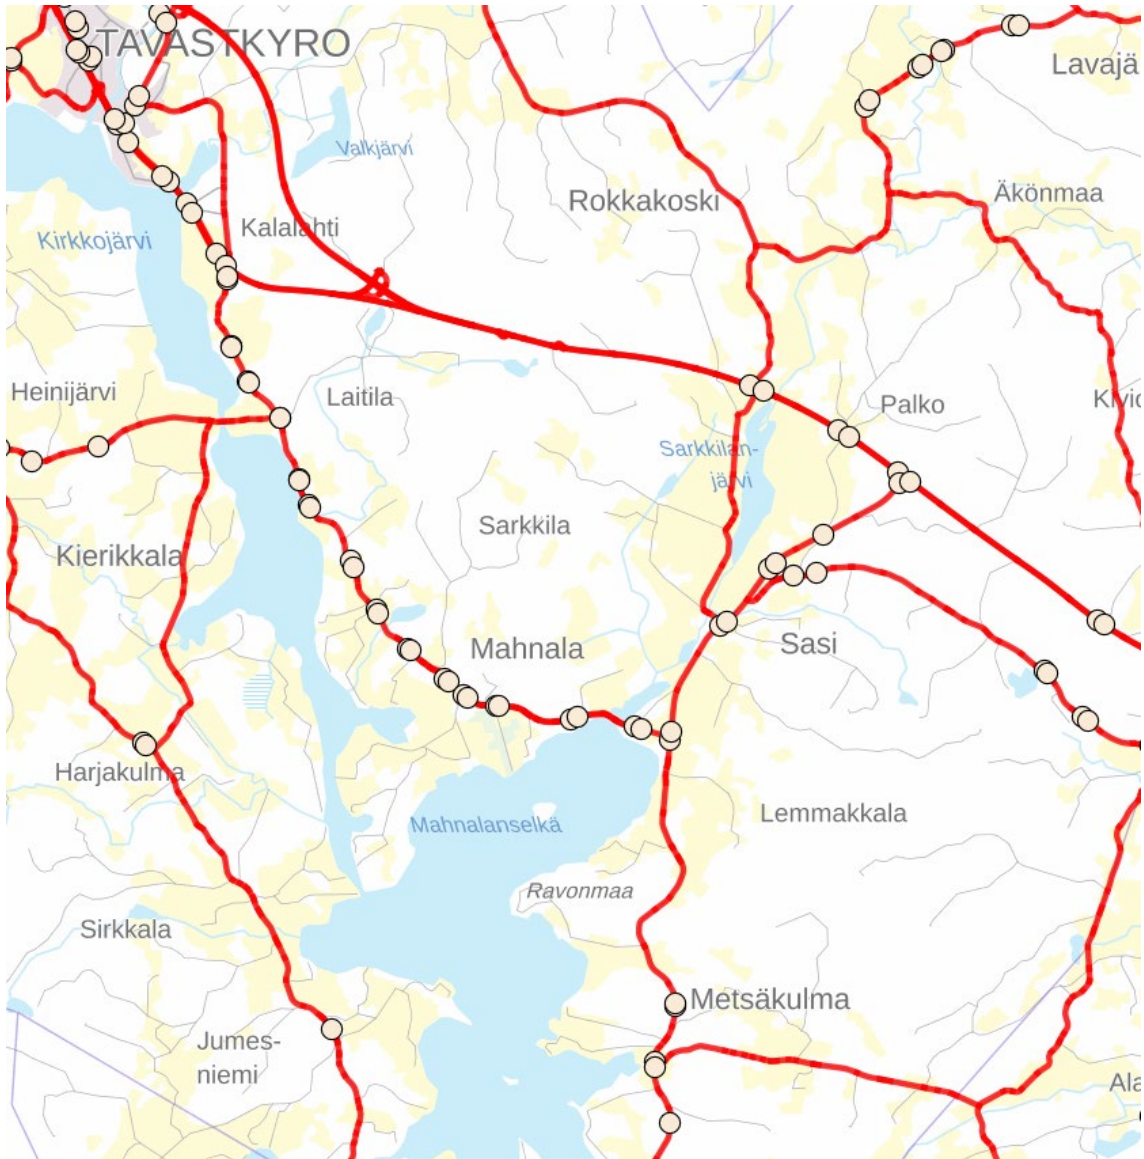 TAVASTKYRO
Lavajä
Valkjärvi
Rokkakoski
Äkönmaa
Kirkkojärvi
Kalalahti
Heinijärvi
Laitila
Palko
Sarkkilan-
järvi
Sarkkila
Kierikkala
Mahnala
Sasi
Harjakulma
Mahnalanselkä
Lemmakkala
Ravonmaa
Sirkkala
Metsäkulma
Jumes-
niemi
Ala